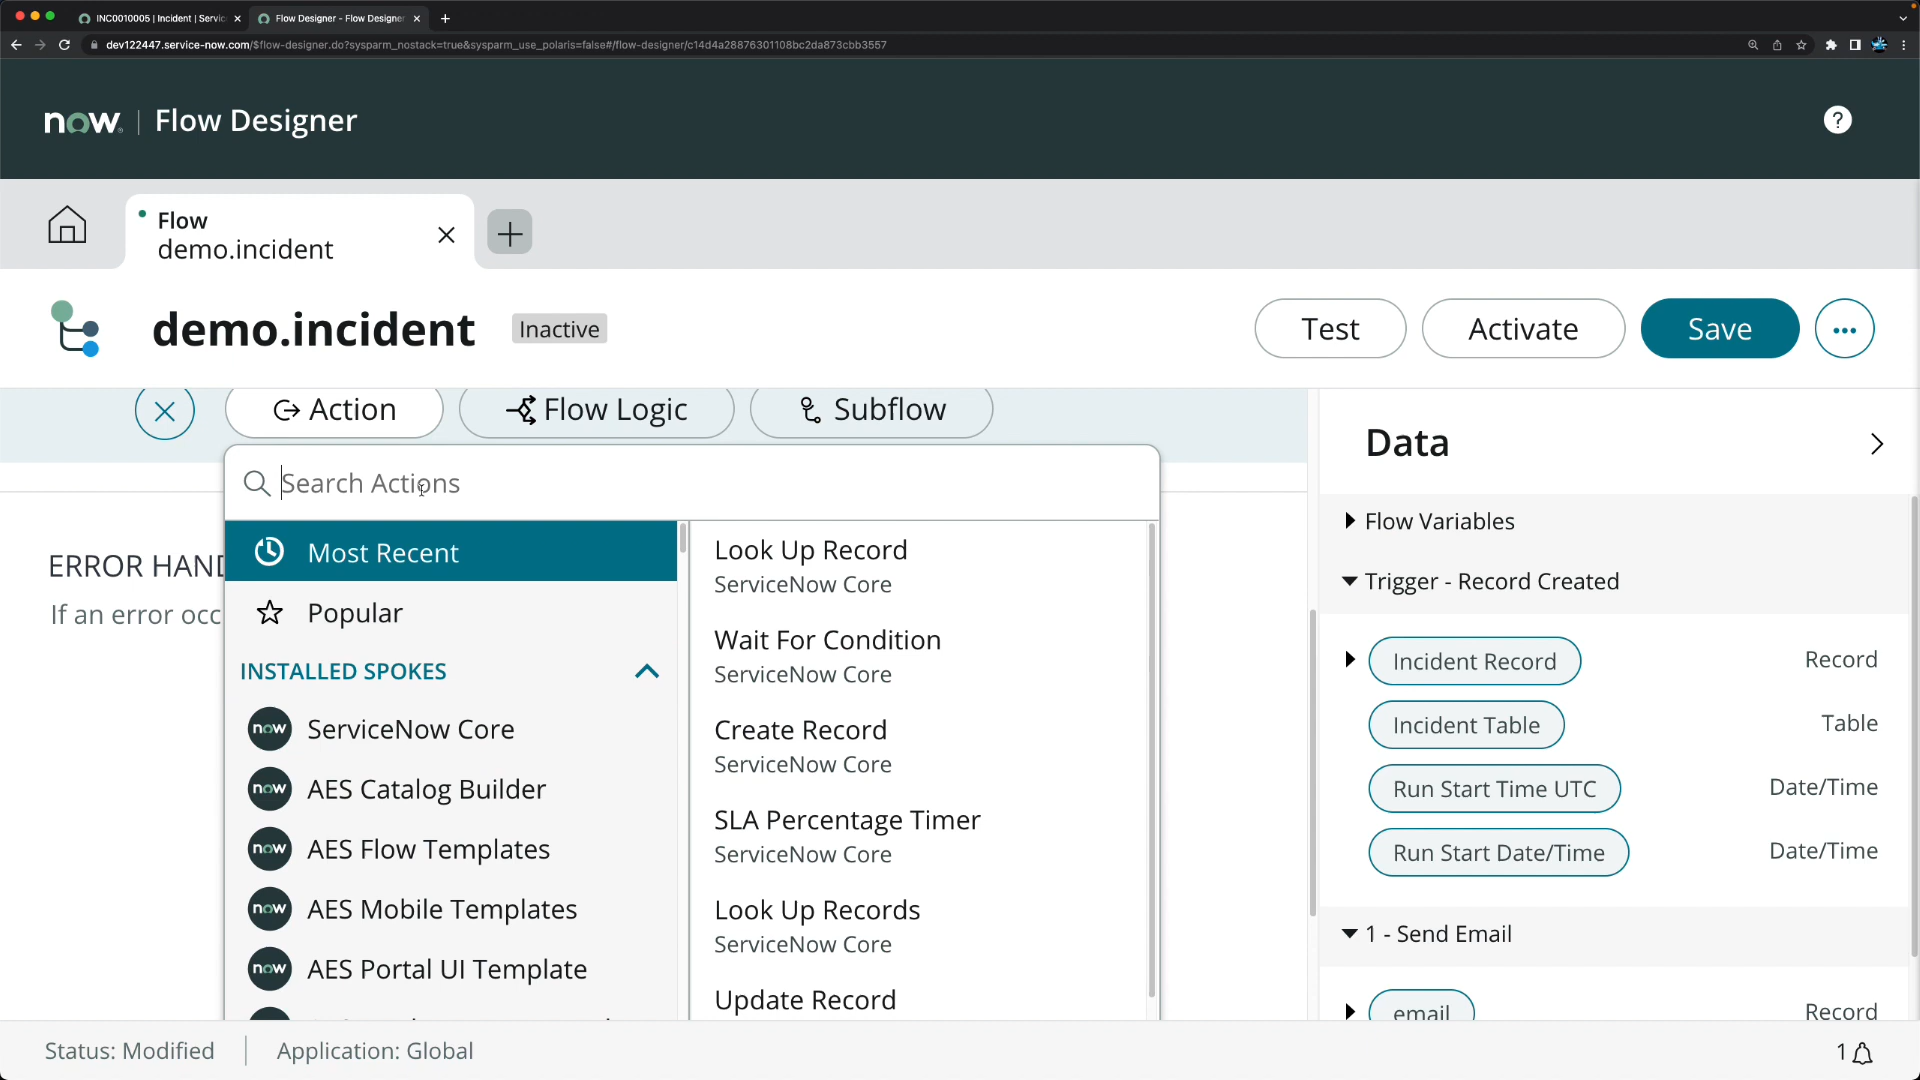 INC0010005 | Incident | Servic
Flow Designer - Flow Designer
dev122447.service-now.com/$flow-designer.do?sysparm_nostack=true&sysparm_use_polaris=false#/flow-designer/c14d4a28876301108bc2da873cbb3557
now. | Flow Designer
?
Flow
demo.incident
demo.incident
Inactive
Test
Activate
Save
Action
Flow Logic
Subflow
Search Actions
ERROR HAND
If an error occ
Most Recent
Popular
INSTALLED SPOKES
now ServiceNow Core
now AES Catalog Builder
now AES Flow Templates
now AES Mobile Templates
now AES Portal UI Template
Look Up Record
ServiceNow Core
Wait For Condition
ServiceNow Core
Create Record
ServiceNow Core
SLA Percentage Timer
ServiceNow Core
Look Up Records
ServiceNow Core
Update Record
Data
Flow Variables
Trigger - Record Created
Incident Record Record
Incident Table Table
Run Start Time UTC Date/Time
Run Start Date/Time Date/Time
1 - Send Email
email Record
Status: Modified
Application: Global
1